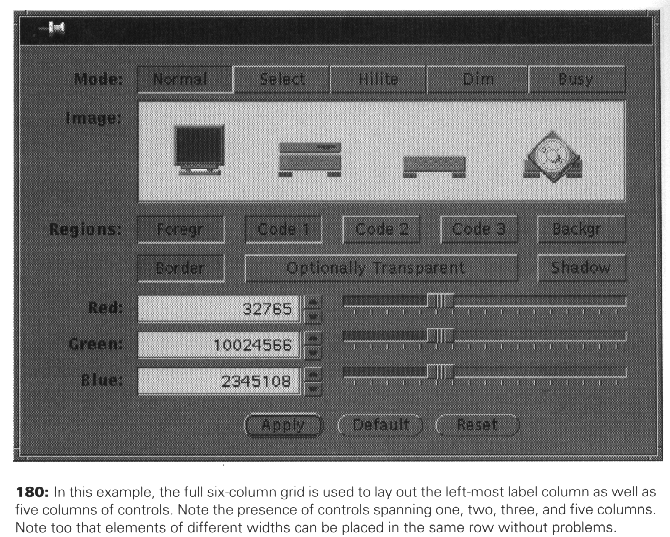 Mode: Normal Select Hilite Dim Busy
Image:
Regions: Foregr Code 1 Code 2 Code 3 Backgr
Border Optionally Transparent Shadow
Red: 32765
Green: 10024566
Blue: 2345108
Apply Default Reset
180: In this example, the full six-column grid is used to lay out the left-most label column as well as
five columns of controls. Note the presence of controls spanning one, two, three, and five columns.
Note too that elements of different widths can be placed in the same row without problems.